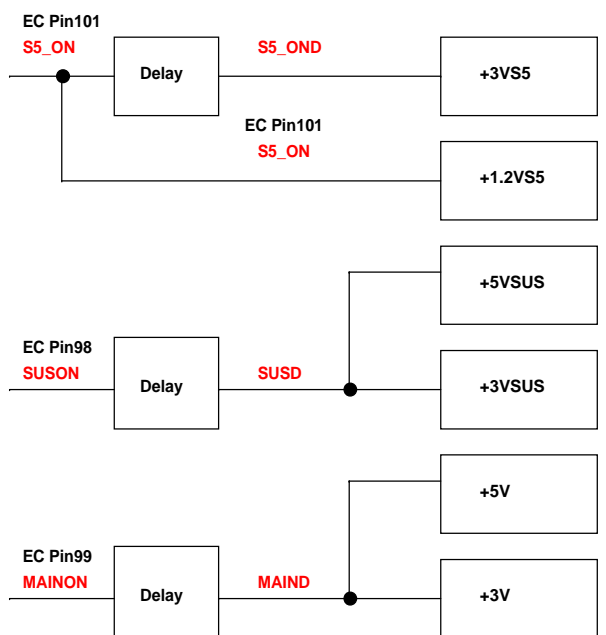 EC Pin101
S5_ON
Delay
S5_OND
+3VS5
EC Pin101
S5_ON
+1.2VS5
+5VSUS
EC Pin98
SUSON
Delay
SUSD
+3VSUS
+5V
EC Pin99
MAINON
Delay
MAIND
+3V